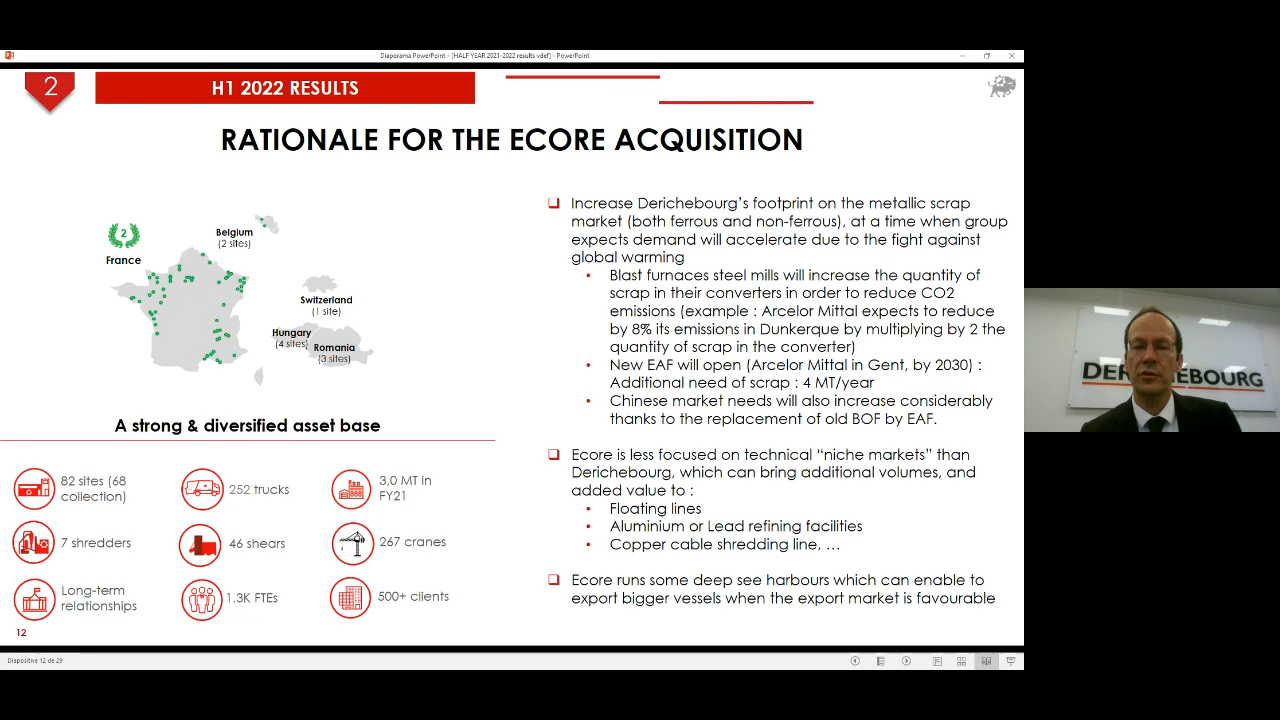 Diaporama PowerPoint - [HALF YEAR 2021-2022 results vdef] - PowerPoint
2
H1 2022 RESULTS
RATIONALE FOR THE ECORE ACQUISITION
2
France
Belgium
(2 sites)
Switzerland
(1 site)
Hungary
(4 sites)
Romania
(3 sites)
A strong & diversified asset base
82 sites (68
collection)
252 trucks
3,0 MT in
FY21
7 shredders
46 shears
267 cranes
Long-term
relationships
1.3K FTEs
500+ clients
12
Increase Derichebourg's footprint on the metallic scrap
market (both ferrous and non-ferrous), at a time when group
expects demand will accelerate due to the fight against
global warming
• Blast furnaces steel mills will increase the quantity of
scrap in their converters in order to reduce CO2
emissions (example : Arcelor Mittal expects to reduce
by 8% its emissions in Dunkerque by multiplying by 2 the
quantity of scrap in the converter)
• New EAF will open (Arcelor Mittal in Gent, by 2030) :
Additional need of scrap : 4 MT/year
• Chinese market needs will also increase considerably
thanks to the replacement of old BOF by EAF.
Ecore is less focused on technical “niche markets” than
Derichebourg, which can bring additional volumes, and
added value to :
• Floating lines
• Aluminium or Lead refining facilities
• Copper cable shredding line, …
Ecore runs some deep see harbours which can enable to
export bigger vessels when the export market is favourable
DERICHEBOURG
Diapositive 12 de 29